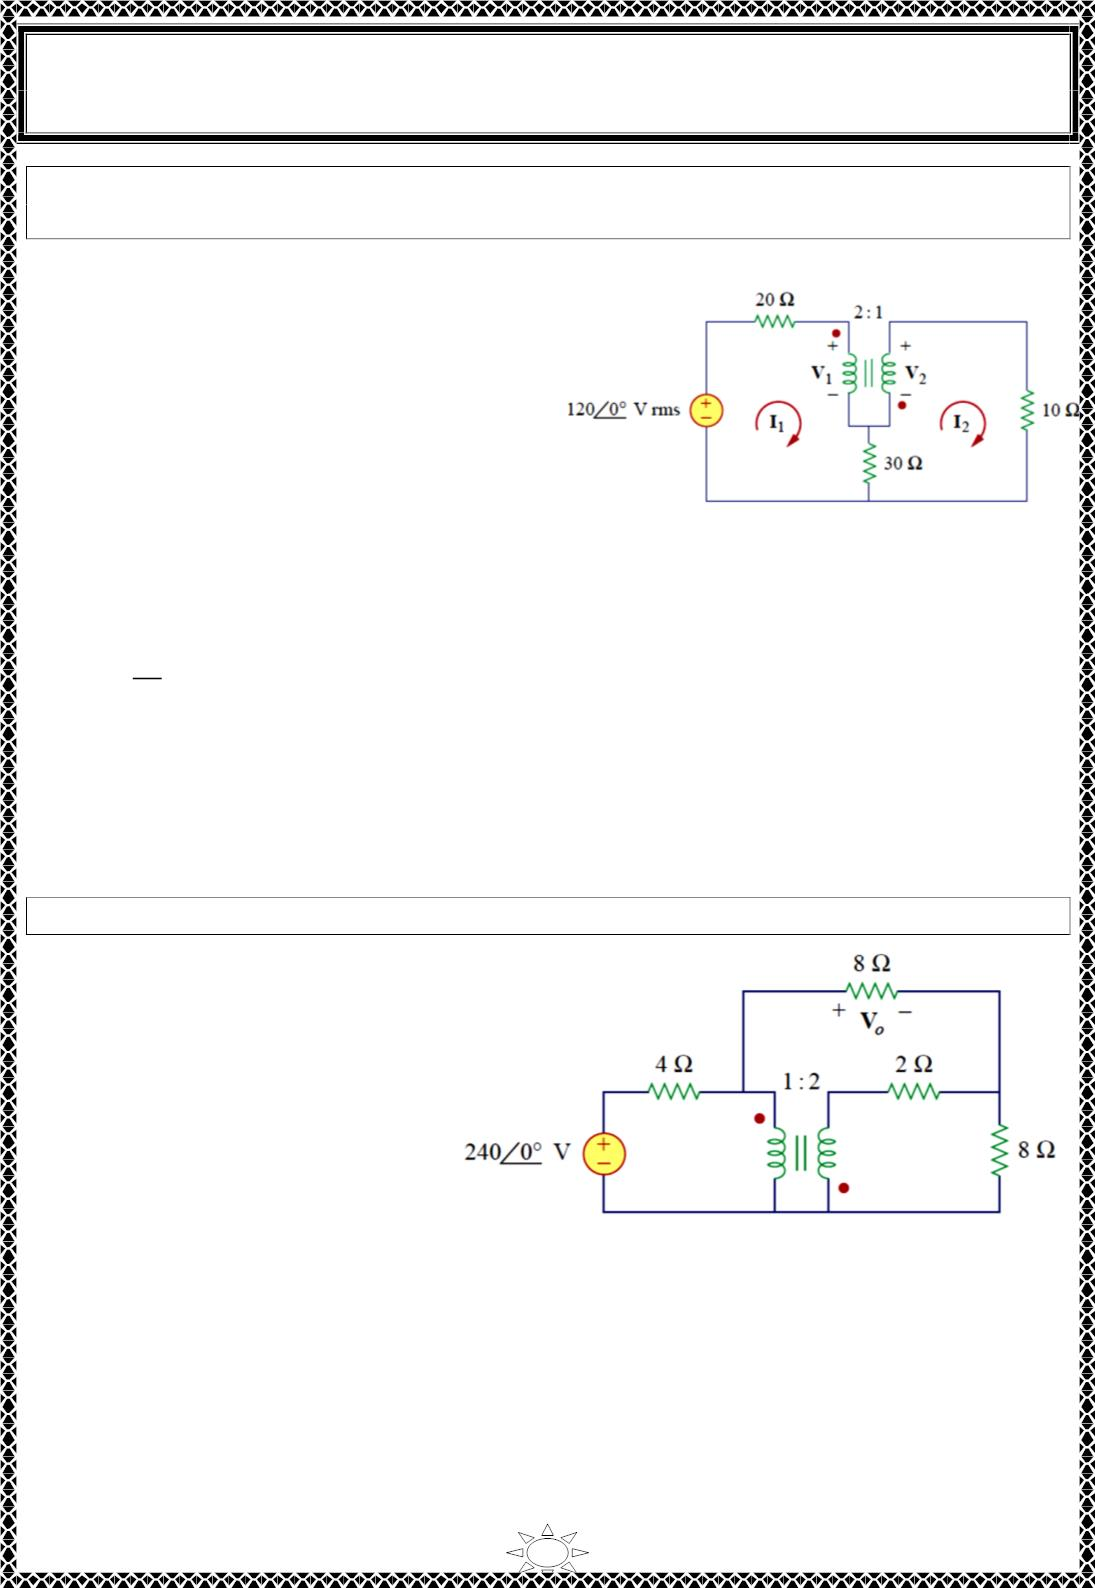 20 Ω
2 : 1
+ +
V1 V2
− −
120∠0° V rms
+
−
I1
I2
10 Ω
30 Ω
8 Ω
+ Vo −
4 Ω
2 Ω
1 : 2
240∠0° V
+
−
8 Ω